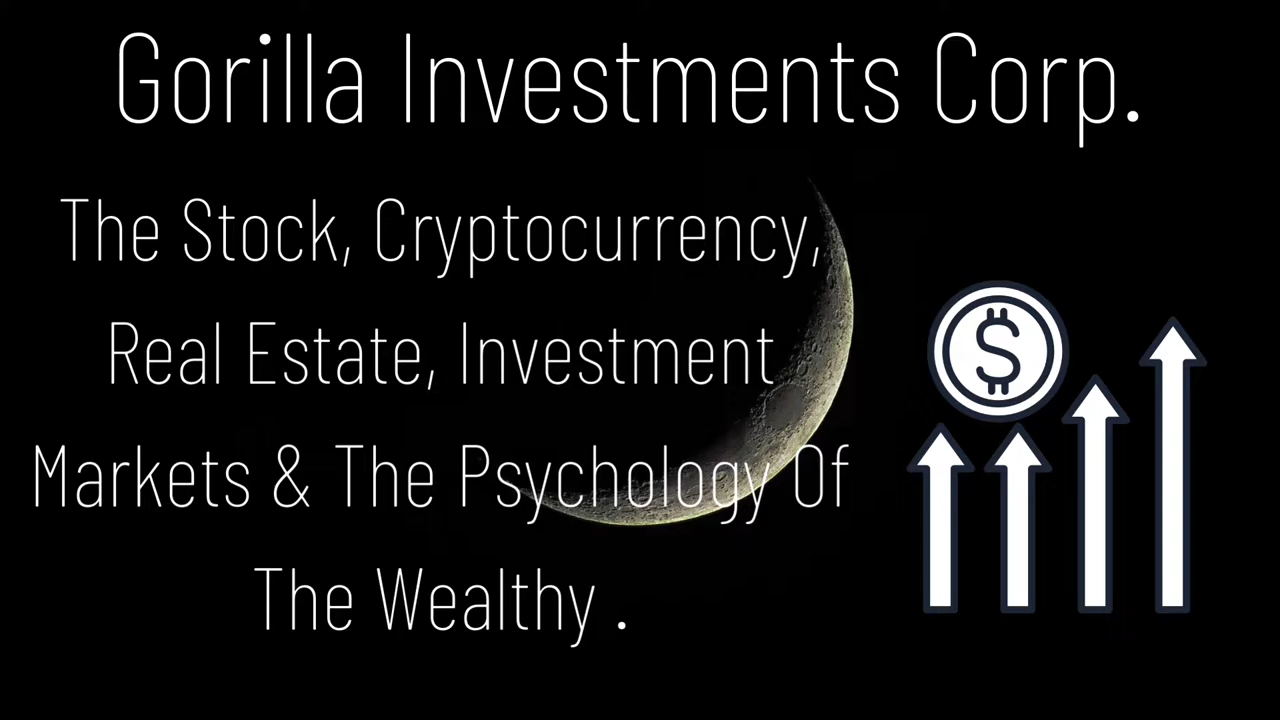 Gorilla Investments Corp.
The Stock, Cryptocurrency,
Real Estate, Investment
Markets & The Psychology Of
The Wealthy .
$